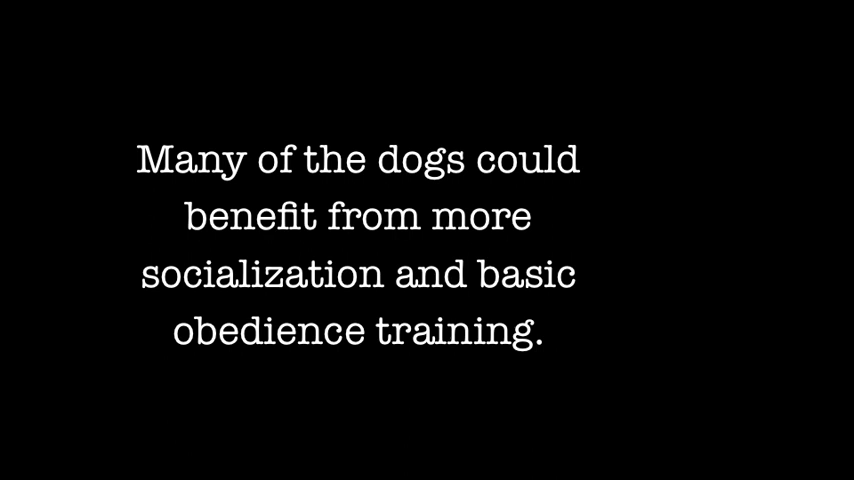 Many of the dogs could
benefit from more
socialization and basic
obedience training.